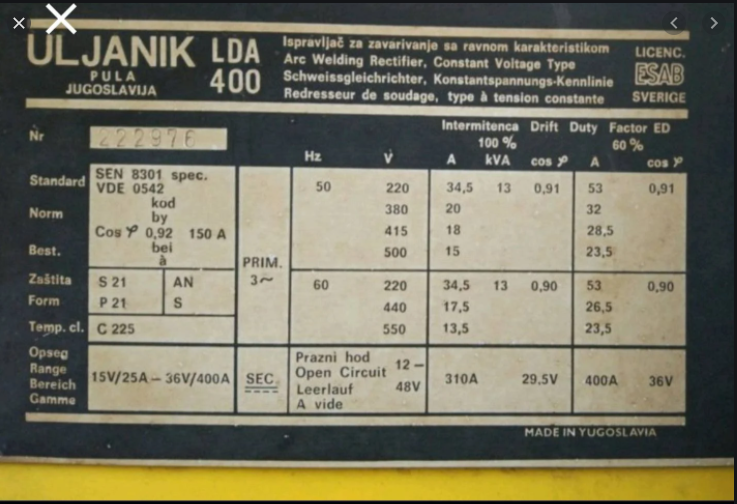 ULJANIK LDA 400
PULA
JUGOSLAVIJA
Ispravljač za zavarivanje sa ravnom karakteristikom
Arc Welding Rectifier, Constant Voltage Type
Schweissgleichrichter, Konstantspannungs-Kennlinie
Redresseur de soudage, type à tension constante
LICENC.
ESAB
SVERIGE
Nr 222976
Intermitenca Drift Duty Factor ED
100 % 60 %
Hz V A kVA cos φ A cos φ
Standard
Norm
Best.
SEN 8301 spec.
VDE 0542
kod
by
Cos φ 0,92 150 A
bei
à
Zaštita
Form
S 21 AN
P 21 S
Temp. cl. C 225
PRIM.
3~
50 220 34,5 13 0,91 53 0,91
380 20 32
415 18 28,5
500 15 23,5
60 220 34,5 13 0,90 53 0,90
440 17,5 26,5
550 13,5 23,5
Opseg
Range
Bereich
Gamme
15V/25A – 36V/400A
SEC
Prazni hod
Open Circuit
Leerlauf
A vide
12 –
48V
310A 29.5V 400A 36V
MADE IN YUGOSLAVIA